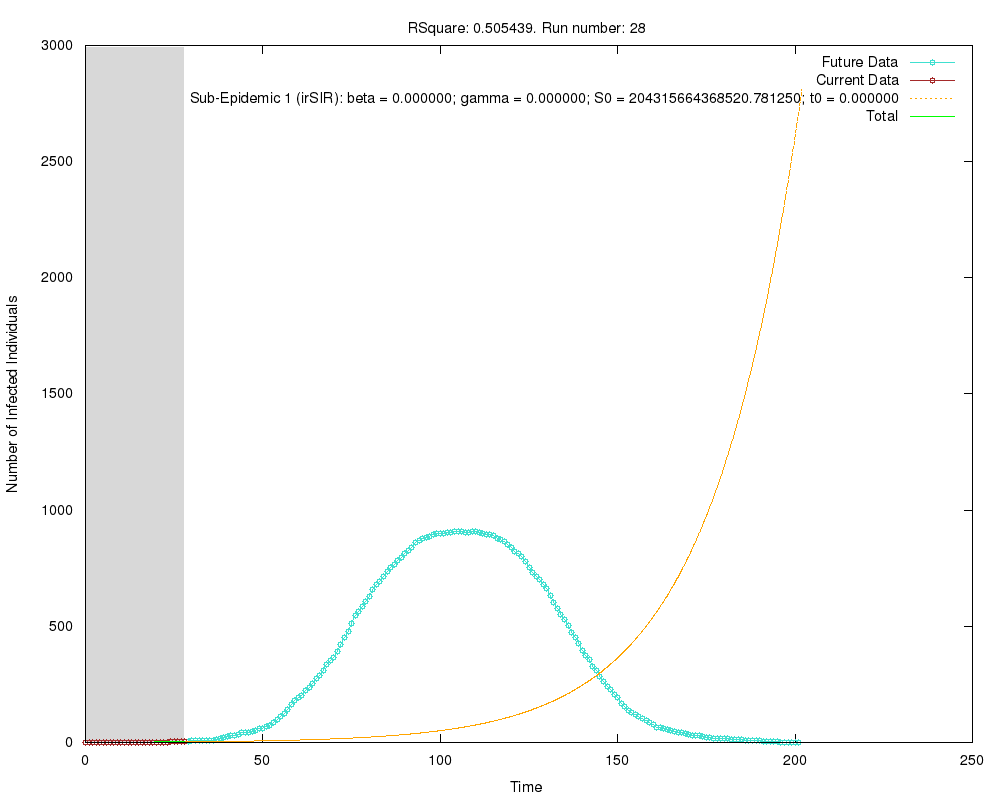 RSquare: 0.505439. Run number: 28
Future Data
Current Data
Sub-Epidemic 1 (irSIR): beta = 0.000000; gamma = 0.000000; S0 = 204315664368520.781250; t0 = 0.000000
Total
3000
2500
2000
1500
1000
500
0
Number of Infected Individuals
0 50 100 150 200 250
Time